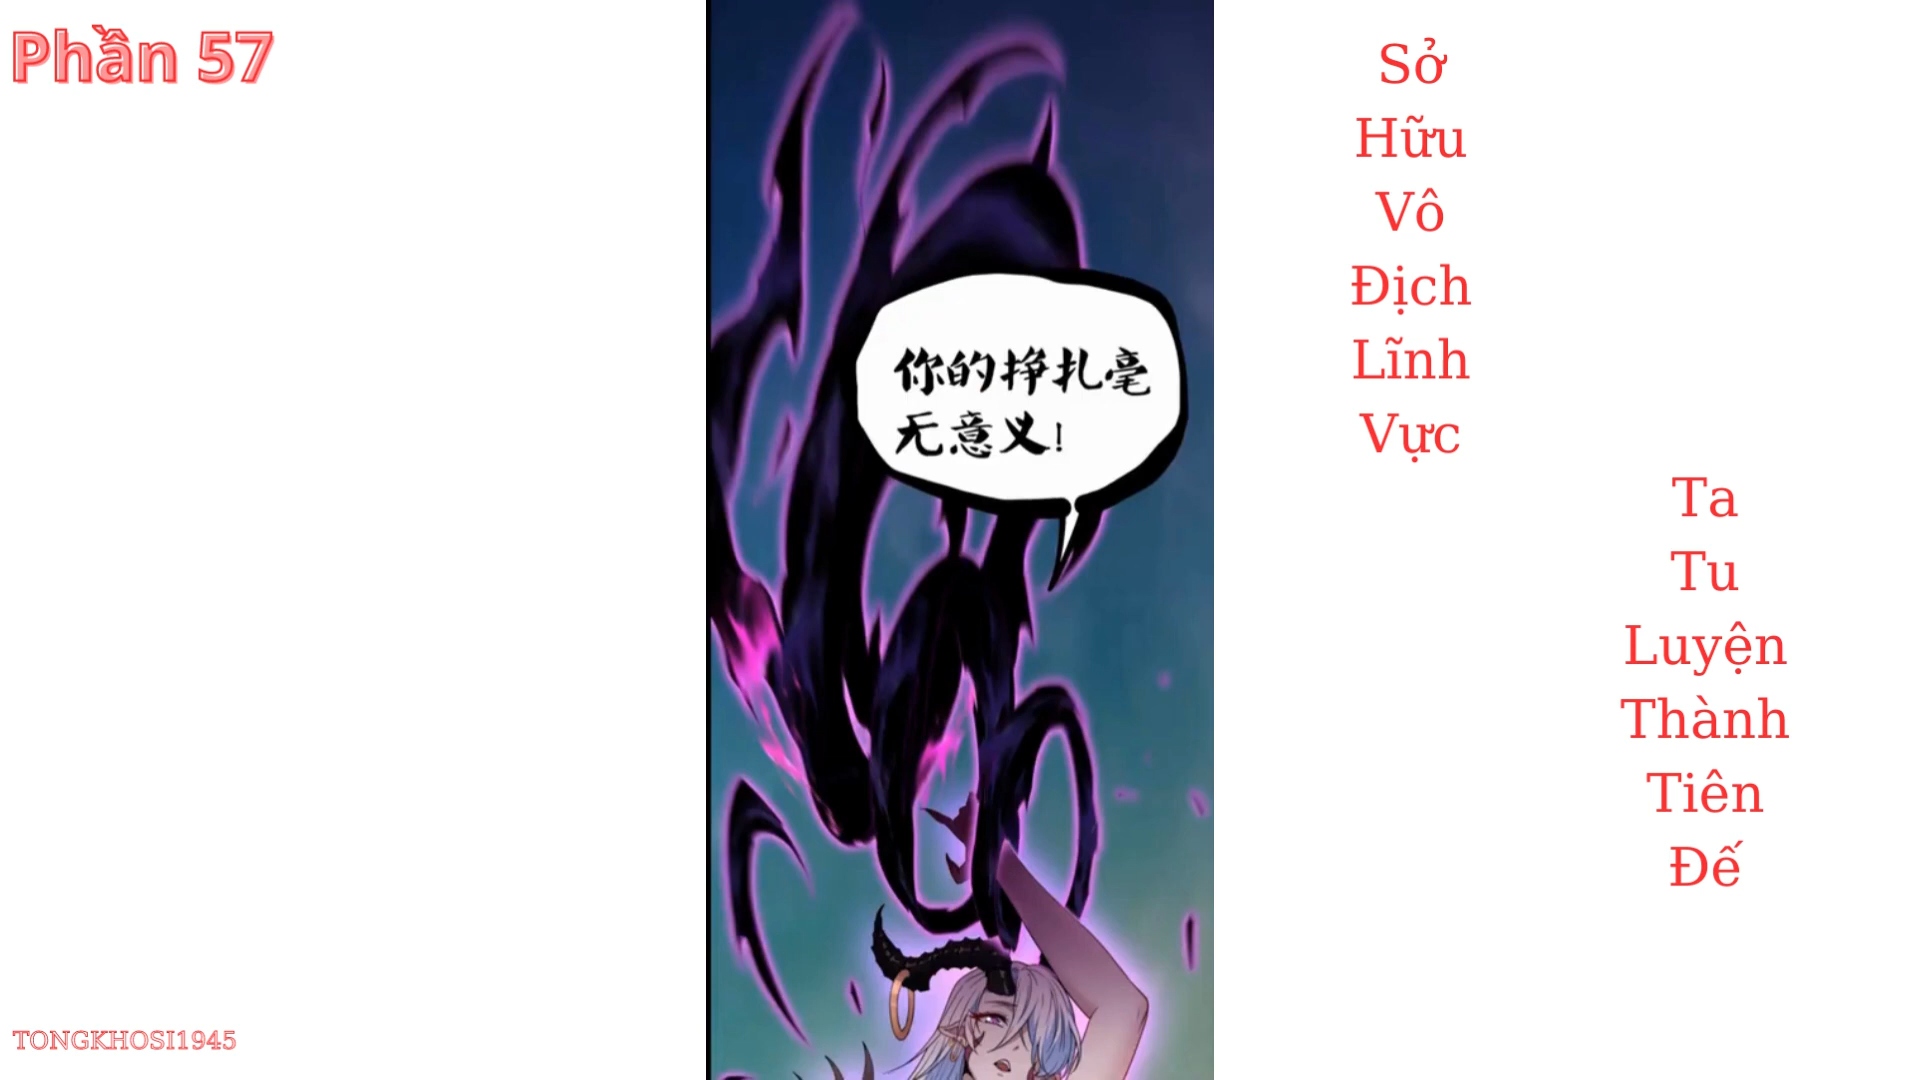 Phần 57
你的挣扎毫
无意义!
Sở
Hữu
Vô
Địch
Lĩnh
Vực
Ta
Tu
Luyện
Thành
Tiên
Đế
TONGKHOSI1945